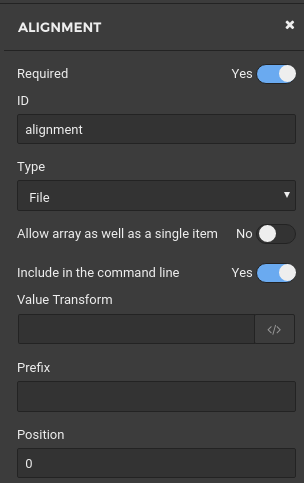 ALIGNMENT ×
Required Yes
ID
alignment
Type
File
Allow array as well as a single item No
Include in the command line Yes
Value Transform
</>
Prefix
Position
0